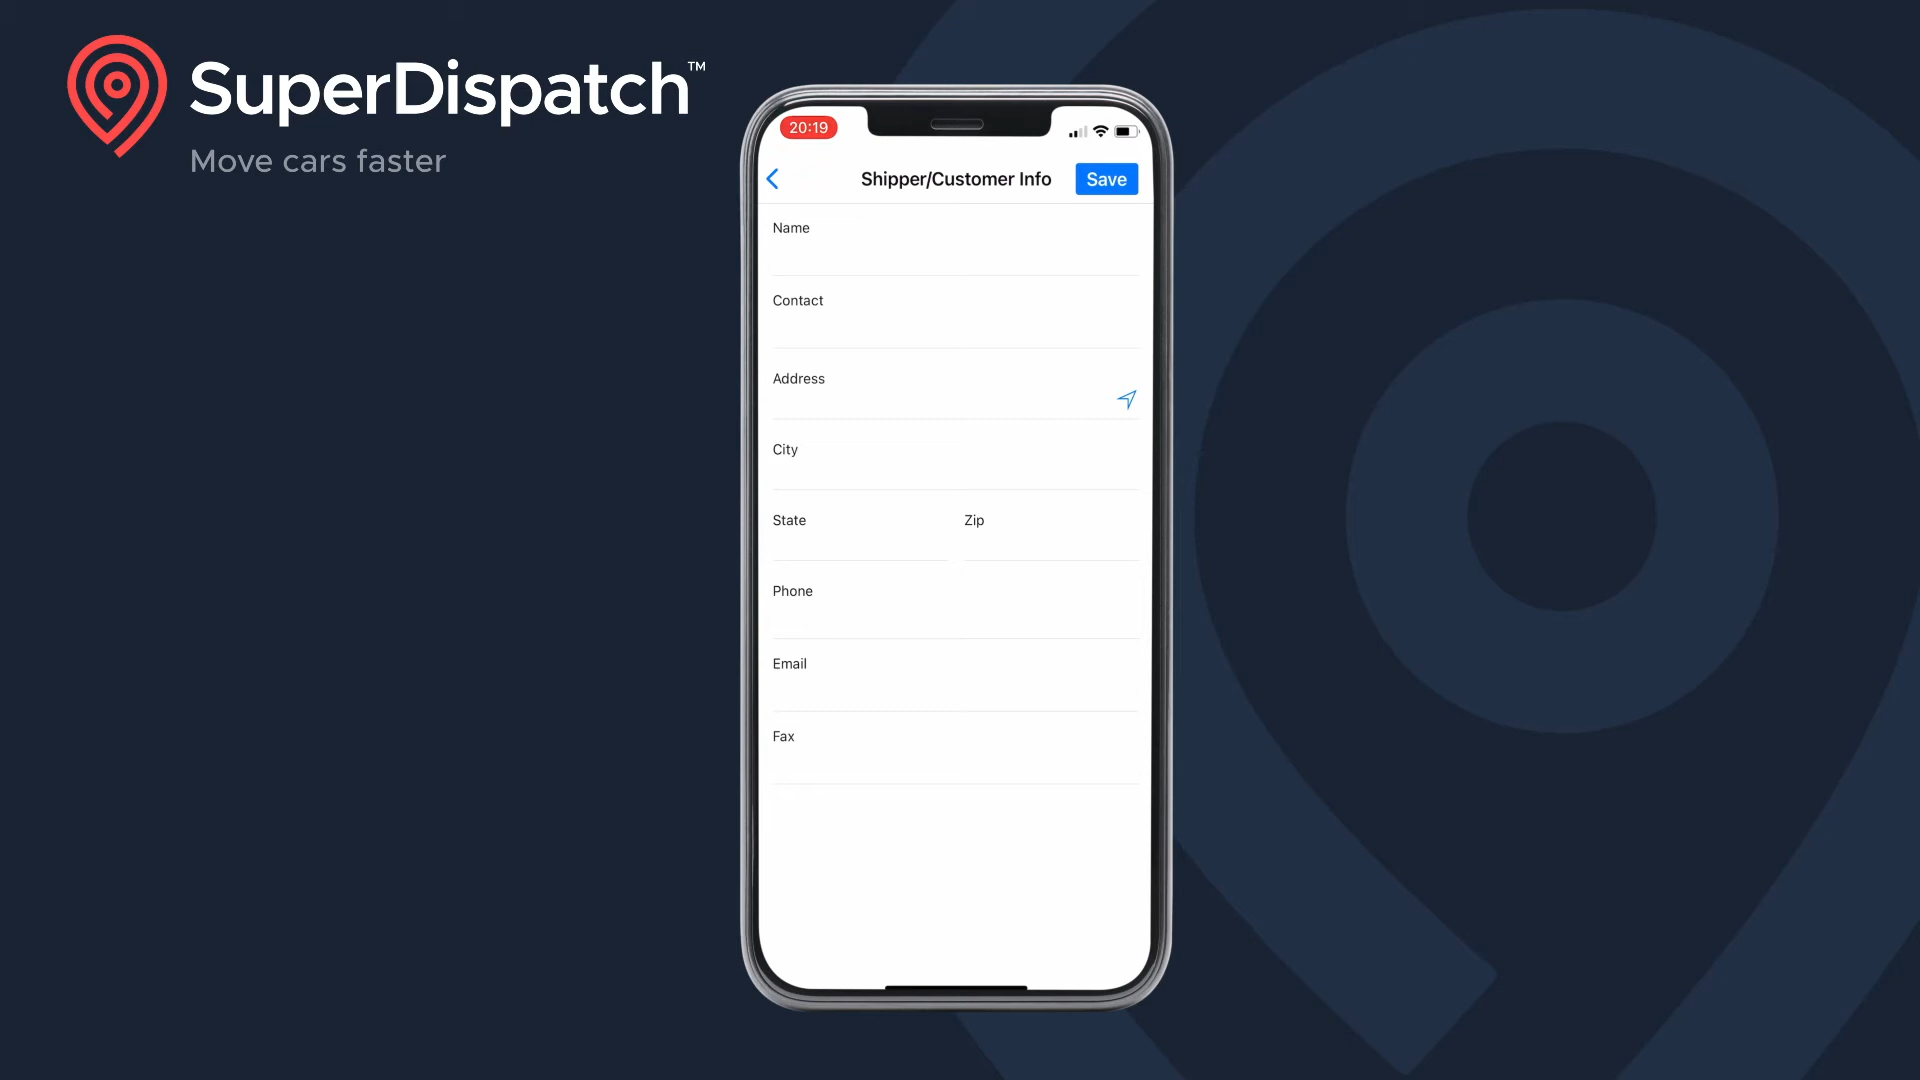 SuperDispatch™
Move cars faster
20:19
Shipper/Customer Info
Save
Name
Contact
Address
City
State Zip
Phone
Email
Fax